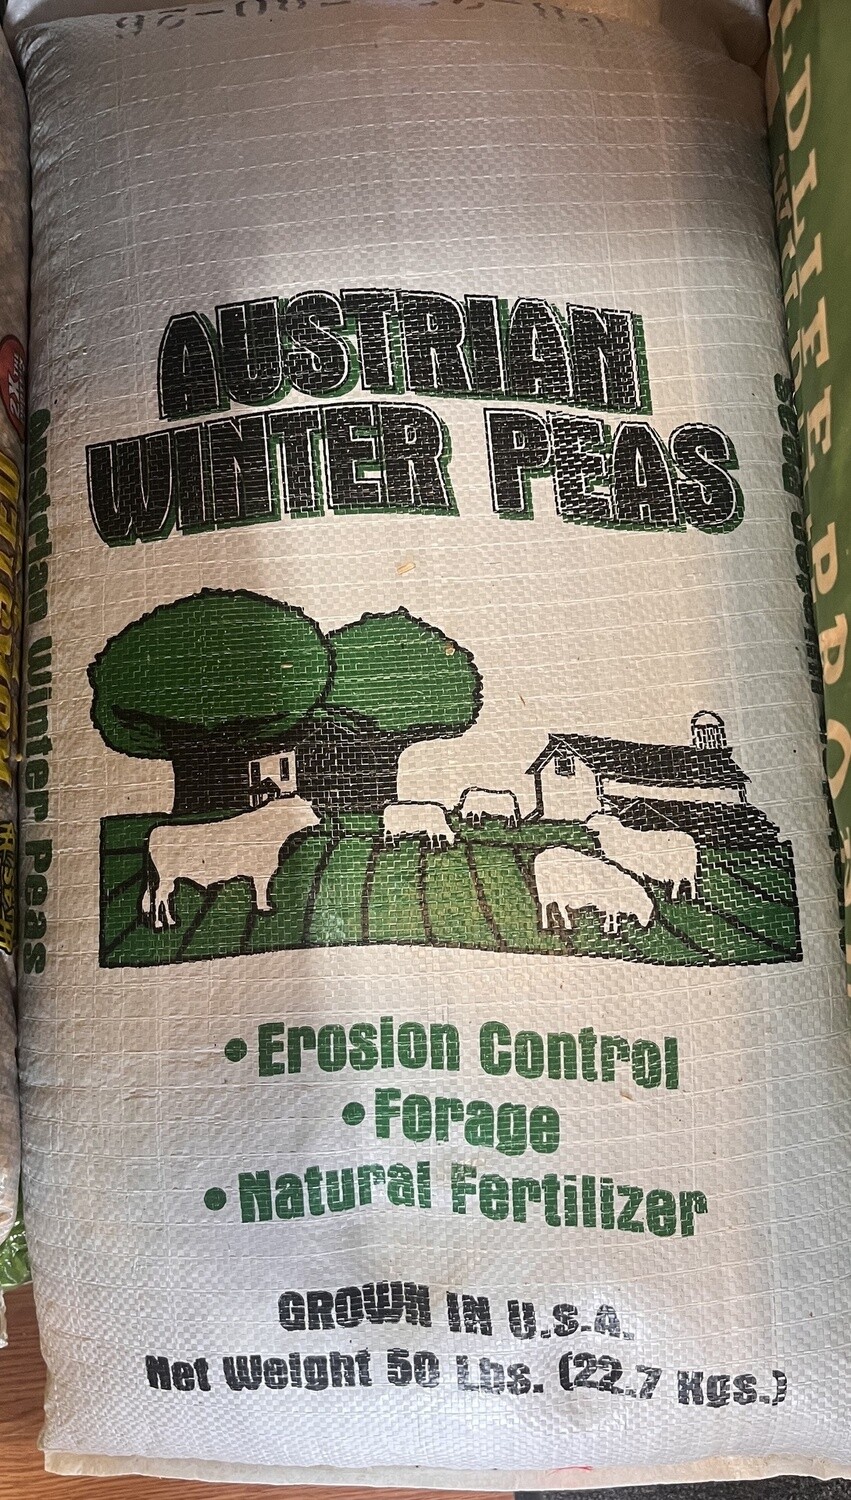 AUSTRIAN
WINTER PEAS
Austrian Winter Peas
• Erosion Control
• Forage
• Natural Fertilizer
GROWN IN U.S.A.
Net Weight 50 Lbs. (22.7 Kgs.)